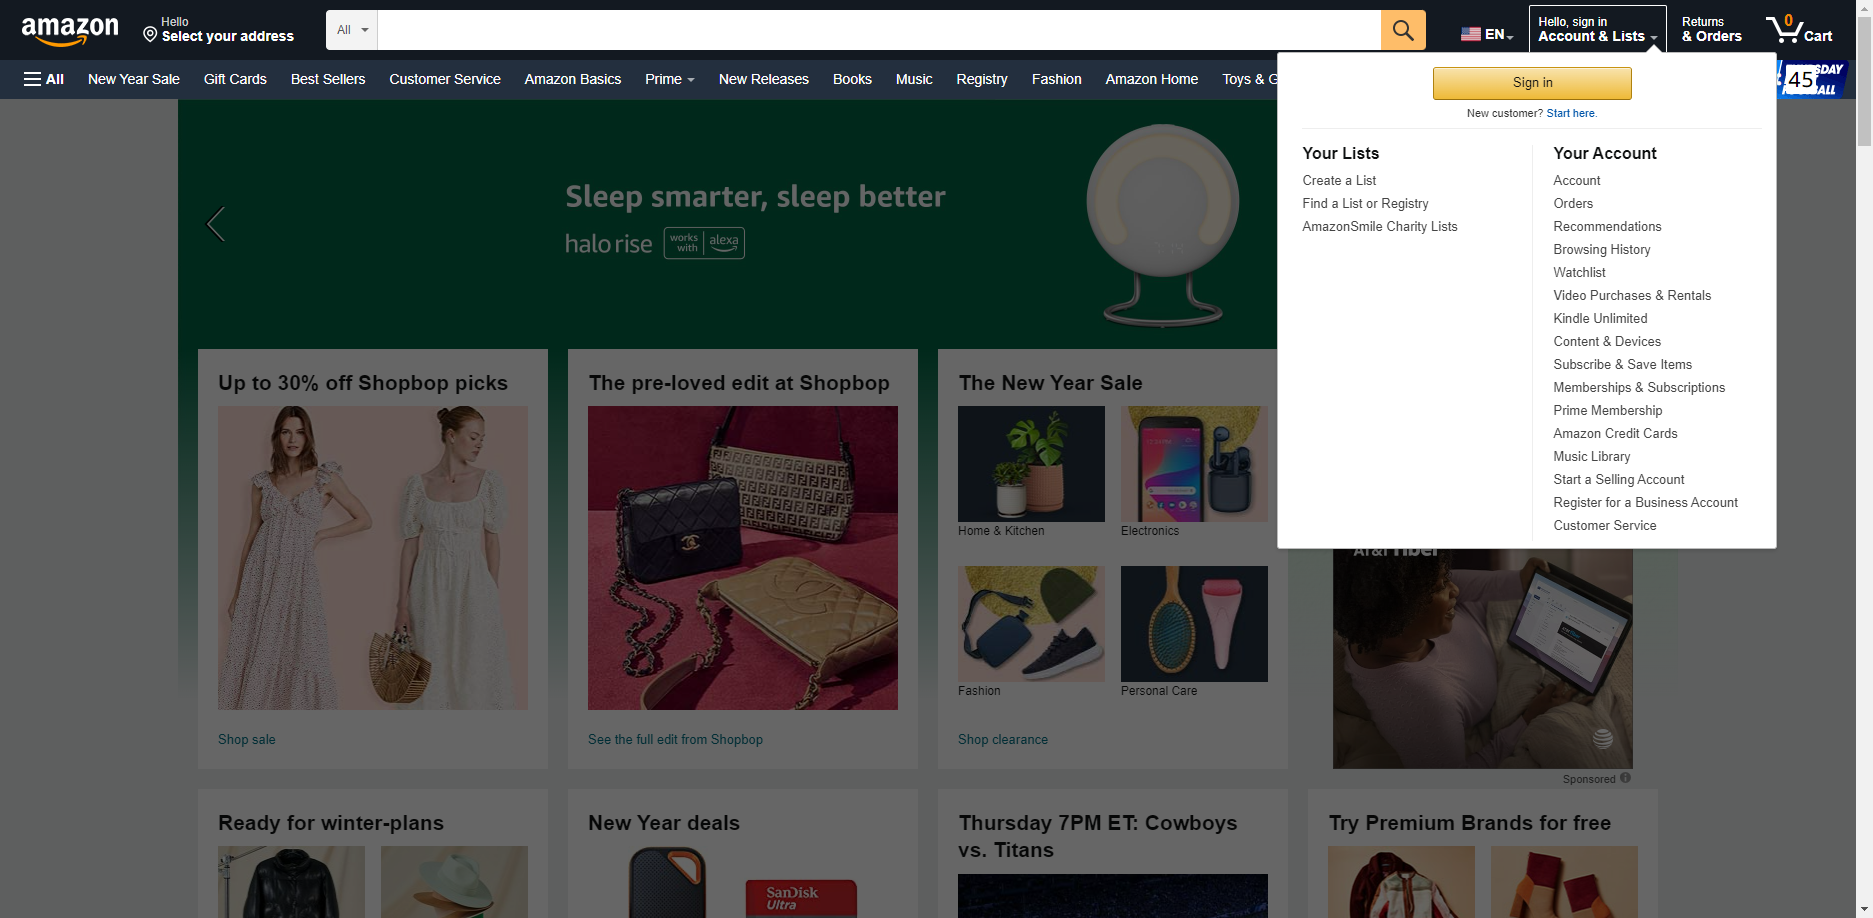 amazon
Hello
Select your address
All
EN
Hello, sign in
Account & Lists
Returns
& Orders
0
Cart
All
New Year Sale
Gift Cards
Best Sellers
Customer Service
Amazon Basics
Prime
New Releases
Books
Music
Registry
Fashion
Amazon Home
Toys & G
45
Sign in
New customer? Start here.
Your Lists
Create a List
Find a List or Registry
AmazonSmile Charity Lists
Your Account
Account
Orders
Recommendations
Browsing History
Watchlist
Video Purchases & Rentals
Kindle Unlimited
Content & Devices
Subscribe & Save Items
Memberships & Subscriptions
Prime Membership
Amazon Credit Cards
Music Library
Start a Selling Account
Register for a Business Account
Customer Service
Sleep smarter, sleep better
halo rise
works with
alexa
Up to 30% off Shopbop picks
Shop sale
The pre-loved edit at Shopbop
See the full edit from Shopbop
The New Year Sale
Home & Kitchen
Electronics
Fashion
Personal Care
Shop clearance
AT&T Fiber
Sponsored
Ready for winter-plans
New Year deals
SanDisk
Ultra
Thursday 7PM ET: Cowboys
vs. Titans
Try Premium Brands for free